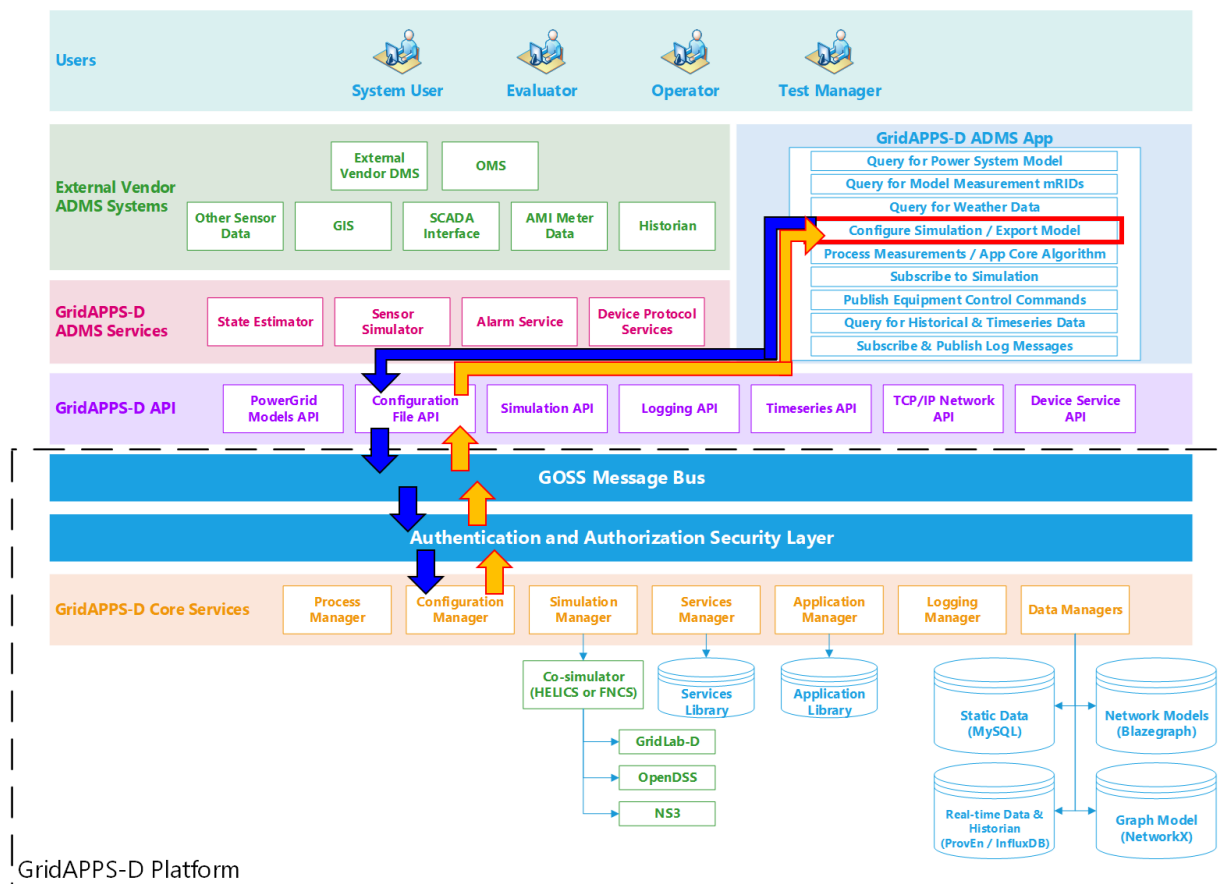 Users
System User
Evaluator
Operator
Test Manager
External Vendor
ADMS Systems
External
Vendor DMS
OMS
Other Sensor
Data
GIS
SCADA
Interface
AMI Meter
Data
Historian
GridAPPS-D ADMS App
Query for Power System Model
Query for Model Measurement mRIDs
Query for Weather Data
Configure Simulation / Export Model
Process Measurements / App Core Algorithm
Subscribe to Simulation
Publish Equipment Control Commands
Query for Historical & Timeseries Data
Subscribe & Publish Log Messages
GridAPPS-D
ADMS Services
State Estimator
Sensor
Simulator
Alarm Service
Device Protocol
Services
GridAPPS-D API
PowerGrid
Models API
Configuration
File API
Simulation API
Logging API
Timeseries API
TCP/IP Network
API
Device Service
API
GOSS Message Bus
Authentication and Authorization Security Layer
GridAPPS-D Core Services
Process
Manager
Configuration
Manager
Simulation
Manager
Services
Manager
Application
Manager
Logging
Manager
Data Managers
Co-simulator
(HELICS or FNCS)
Services
Library
Application
Library
GridLab-D
OpenDSS
NS3
Static Data
(MySQL)
Network Models
(Blazegraph)
Real-time Data &
Historian
(ProvEn / InfluxDB)
Graph Model
(NetworkX)
GridAPPS-D Platform